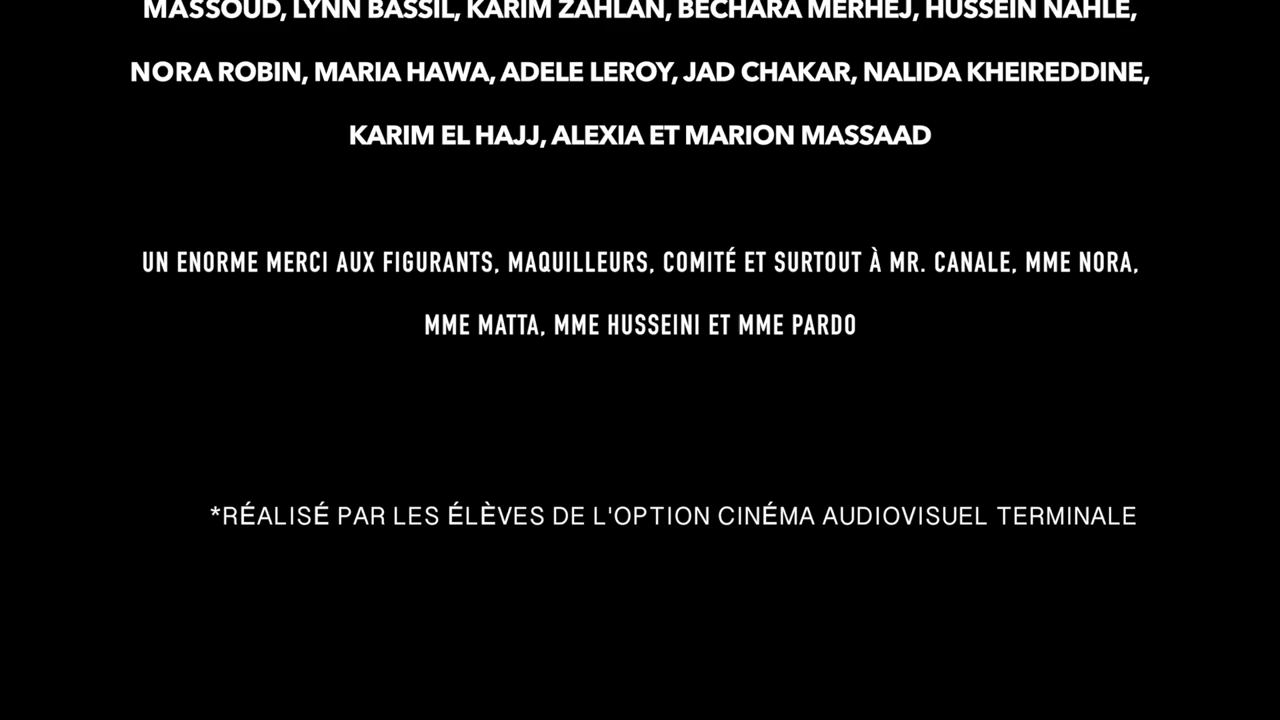 MASSOUD, LYNN BASSIL, KARIM ZAHLAN, BECHARA MERHEJ, HUSSEIN NAHLE,
NORA ROBIN, MARIA HAWA, ADELE LEROY, JAD CHAKAR, NALIDA KHEIREDDINE,
KARIM EL HAJJ, ALEXIA ET MARION MASSAAD
UN ENORME MERCI AUX FIGURANTS, MAQUILLEURS, COMITÉ ET SURTOUT À MR. CANALE, MME NORA,
MME MATTA, MME HUSSEINI ET MME PARDO
*RÉALISÉ PAR LES ÉLÈVES DE L'OPTION CINÉMA AUDIOVISUEL TERMINALE